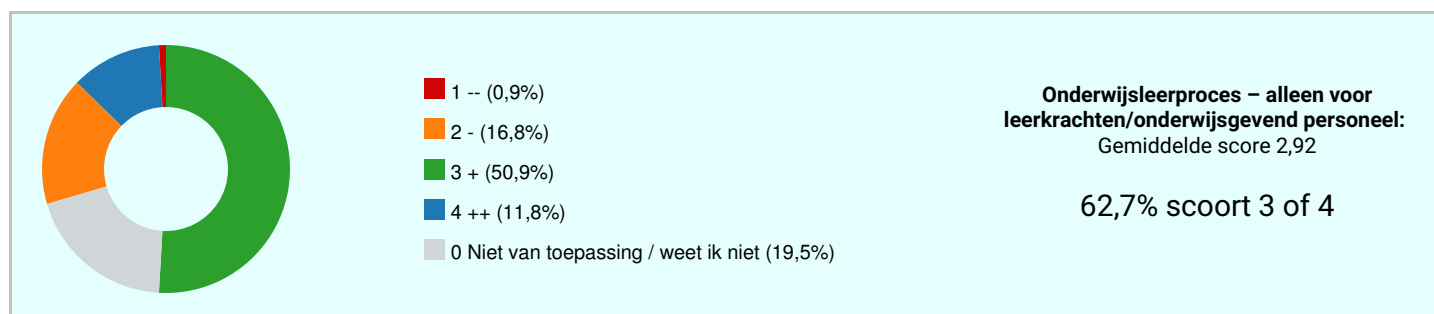 1 -- (0,9%)
2 - (16,8%)
3 + (50,9%)
4 ++ (11,8%)
0 Niet van toepassing / weet ik niet (19,5%)
Onderwijsleerproces – alleen voor
leerkrachten/onderwijsgevend personeel:
Gemiddelde score 2,92
62,7% scoort 3 of 4